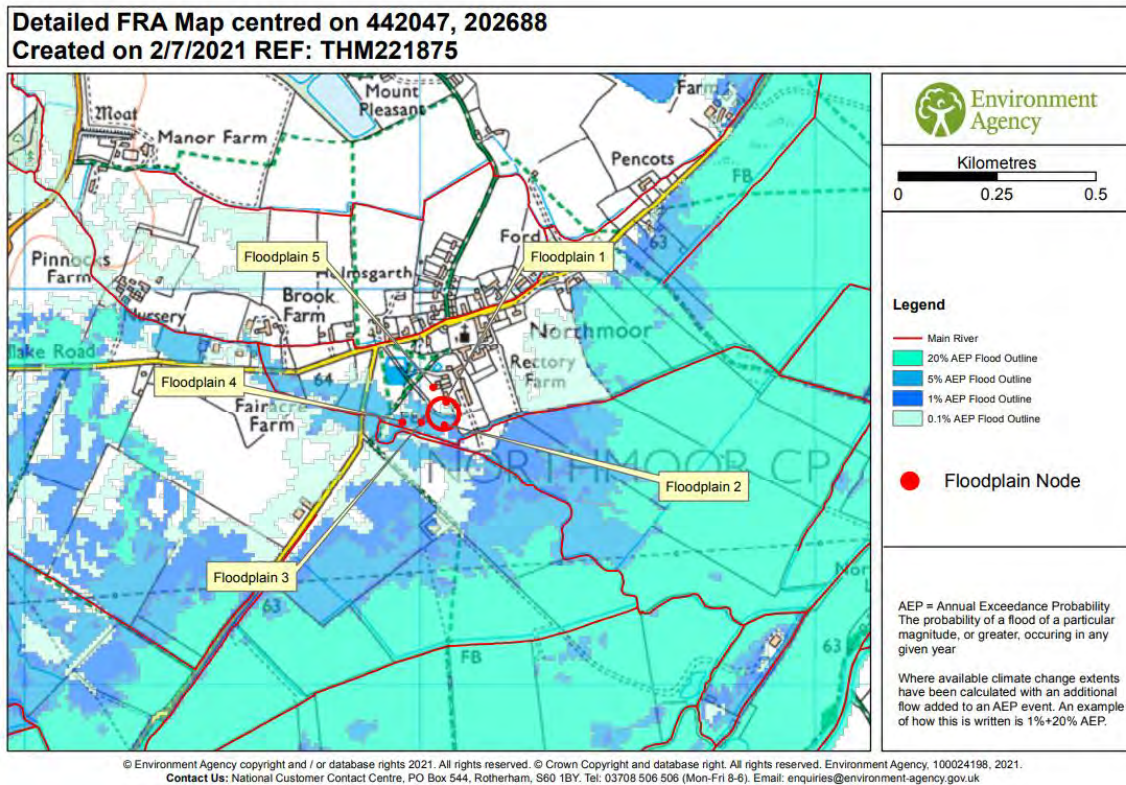 Detailed FRA Map centred on 442047, 202688
Created on 2/7/2021 REF: THM221875
Moat
Manor Farm
Mount
Pleasant
Farm
Pencots
FB
63
Floodplain 5
Ford
Floodplain 1
Pinnocks
Farm
Holmsgarth
Brook
Farm
Nursery
Northmoor
lake Road
Rectory
Farm
Floodplain 4
64
Fairacre
Farm
NORTHMOOR CP
Floodplain 2
Floodplain 3
63
FB
63
Environment
Agency
Kilometres
0 0.25 0.5
Legend
Main River
20% AEP Flood Outline
5% AEP Flood Outline
1% AEP Flood Outline
0.1% AEP Flood Outline
Floodplain Node
AEP = Annual Exceedance Probability
The probability of a flood of a particular
magnitude, or greater, occuring in any
given year
Where available climate change extents
have been calculated with an additional
flow added to an AEP event. An example
of how this is written is 1%+20% AEP.
© Environment Agency copyright and / or database rights 2021. All rights reserved. © Crown Copyright and database right. All rights reserved. Environment Agency, 100024198, 2021.
Contact Us: National Customer Contact Centre, PO Box 544, Rotherham, S60 1BY. Tel: 03708 506 506 (Mon-Fri 8-6). Email: enquiries@environment-agency.gov.uk